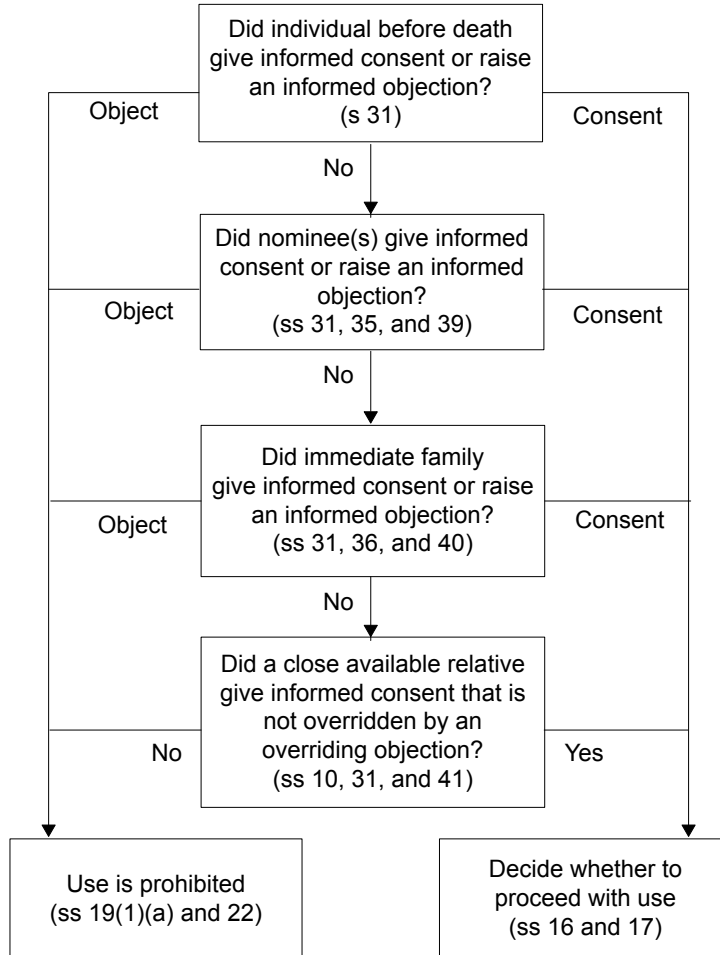 Did individual before death
give informed consent or raise
an informed objection?
(s 31)
Object
Consent
No
Did nominee(s) give informed
consent or raise an informed
objection?
(ss 31, 35, and 39)
Object
Consent
No
Did immediate family
give informed consent or raise
an informed objection?
(ss 31, 36, and 40)
Object
Consent
No
Did a close available relative
give informed consent that is
not overridden by an
overriding objection?
(ss 10, 31, and 41)
No
Yes
Use is prohibited
(ss 19(1)(a) and 22)
Decide whether to
proceed with use
(ss 16 and 17)